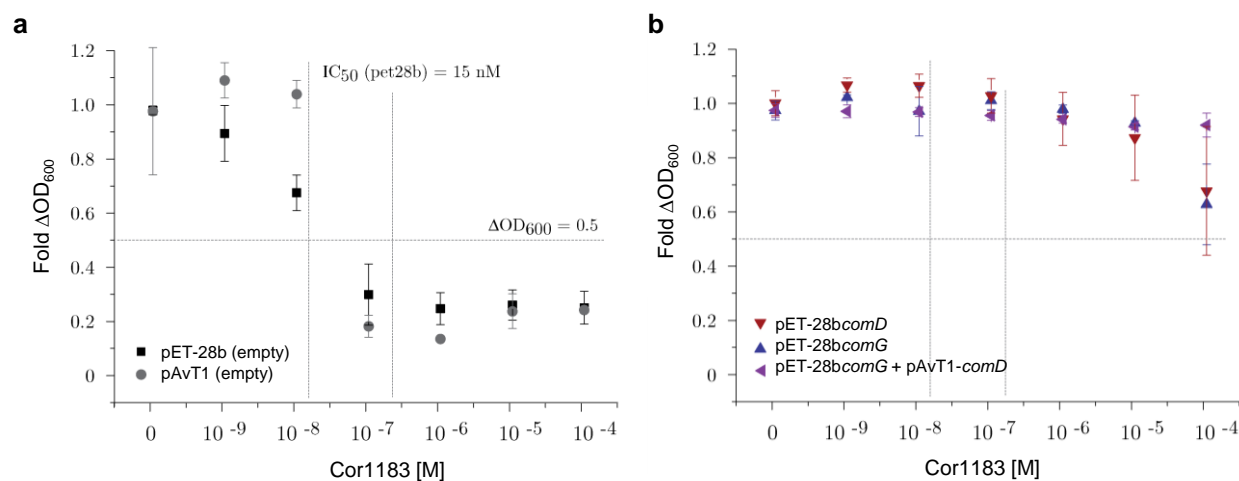 a
1.2
1.0
0.8
0.6
0.4
0.2
0
Fold ΔOD600
IC50 (pet28b) = 15 nM
ΔOD600 = 0.5
pET-28b (empty)
pAvT1 (empty)
0 10 -9 10 -8 10 -7 10 -6 10 -5 10 -4
Cor1183 [M]
b
1.2
1.0
0.8
0.6
0.4
0.2
0
Fold ΔOD600
pET-28bcomD
pET-28bcomG
pET-28bcomG + pAvT1-comD
0 10 -9 10 -8 10 -7 10 -6 10 -5 10 -4
Cor1183 [M]